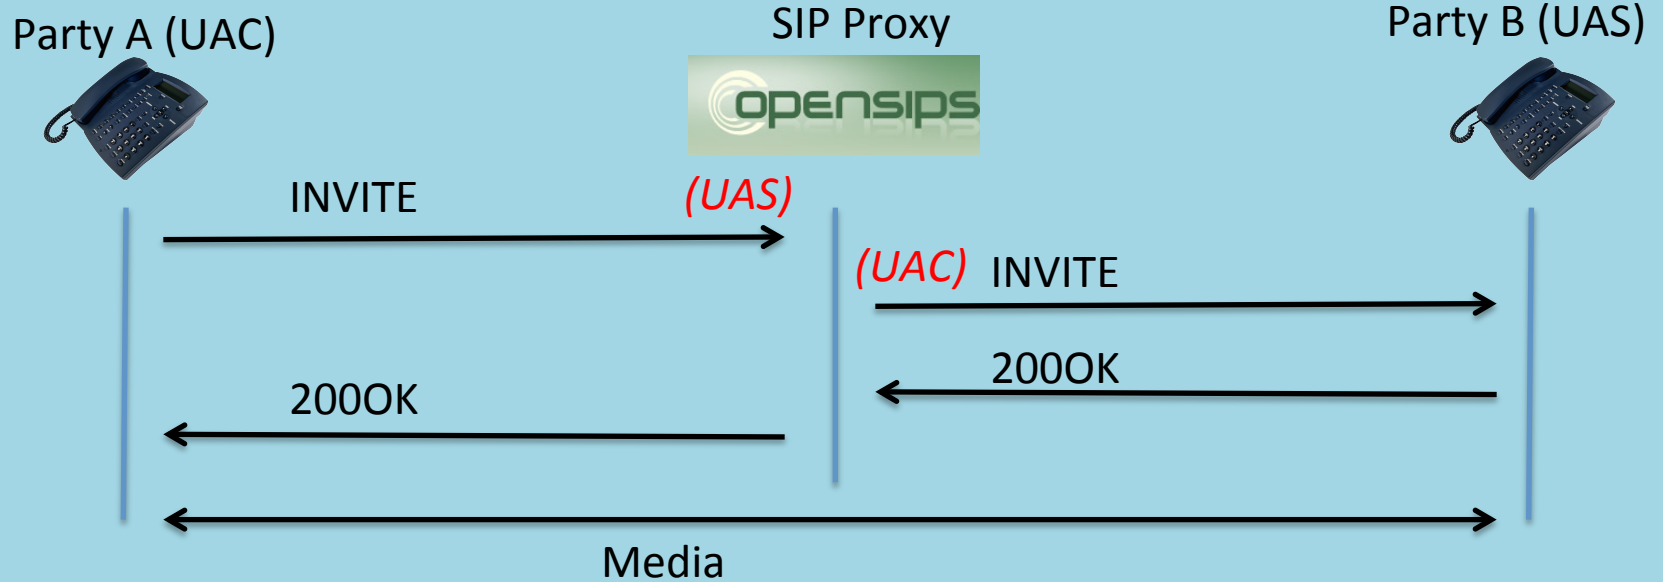 Party A (UAC)
SIP Proxy
Party B (UAS)
opensips
INVITE
(UAS)
(UAC)
INVITE
200OK
200OK
Media